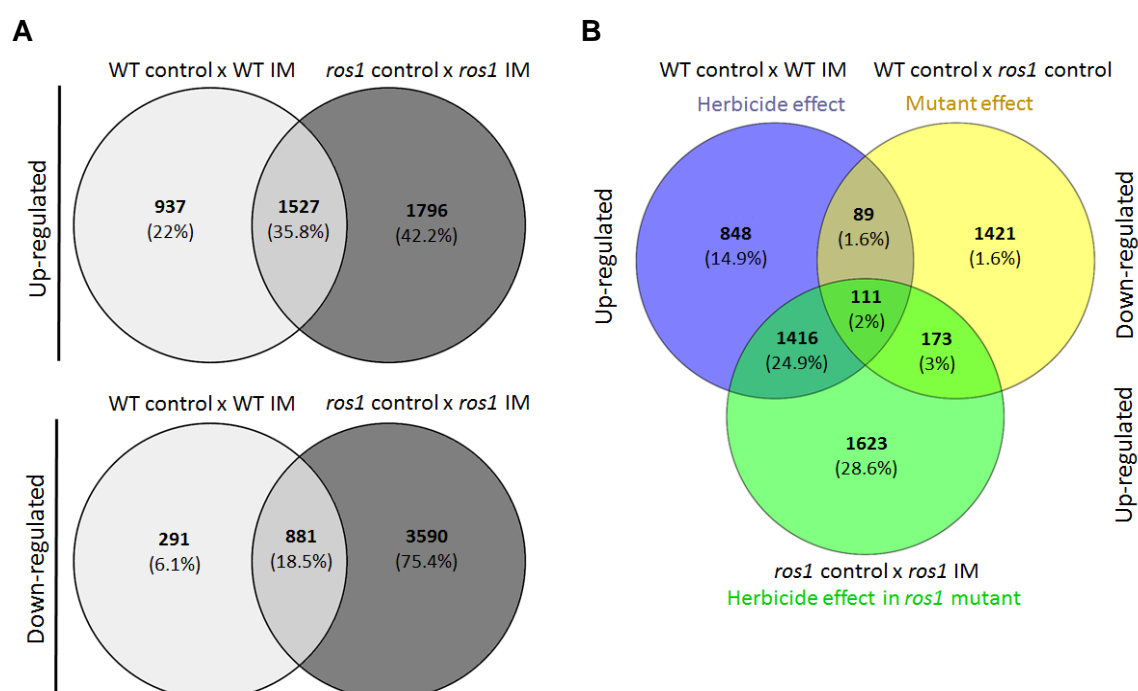 A
WT control x WT IM
ros1 control x ros1 IM
Up-regulated
937
(22%)
1527
(35.8%)
1796
(42.2%)
WT control x WT IM
ros1 control x ros1 IM
Down-regulated
291
(6.1%)
881
(18.5%)
3590
(75.4%)
B
WT control x WT IM
WT control x ros1 control
Herbicide effect
Mutant effect
Up-regulated
Down-regulated
Up-regulated
848
(14.9%)
89
(1.6%)
1421
(1.6%)
111
(2%)
1416
(24.9%)
173
(3%)
1623
(28.6%)
ros1 control x ros1 IM
Herbicide effect in ros1 mutant